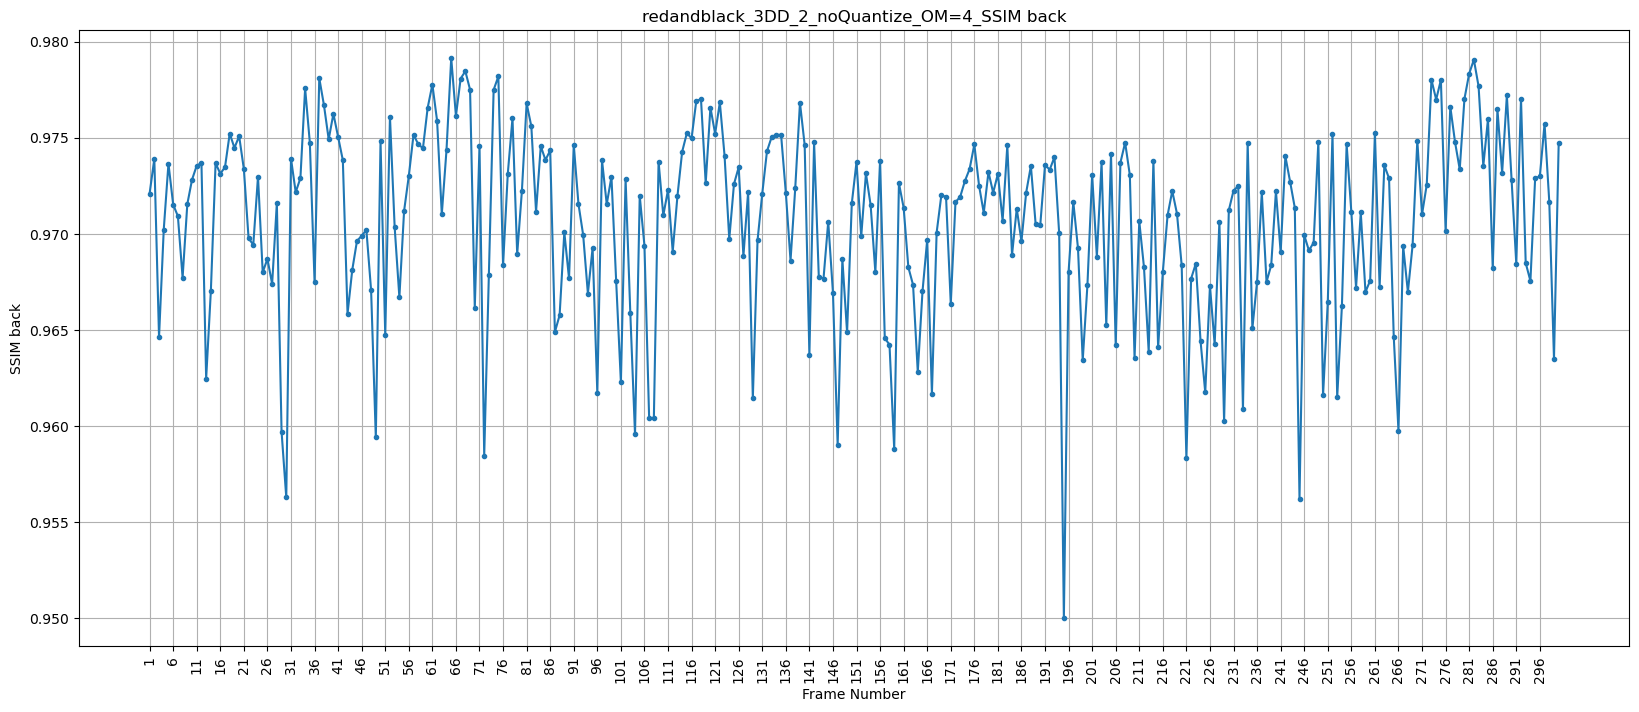 redandblack_3DD_2_noQuantize_OM=4_SSIM back
0.980
0.975
0.970
0.965
0.960
0.955
0.950
SSIM back
1 6 11 16 21 26 31 36 41 46 51 56 61 66 71 76 81 86 91 96 101 106 111 116 121 126 131 136 141 146 151 156 161 166 171 176 181 186 191 196 201 206 211 216 221 226 231 236 241 246 251 256 261 266 271 276 281 286 291 296
Frame Number